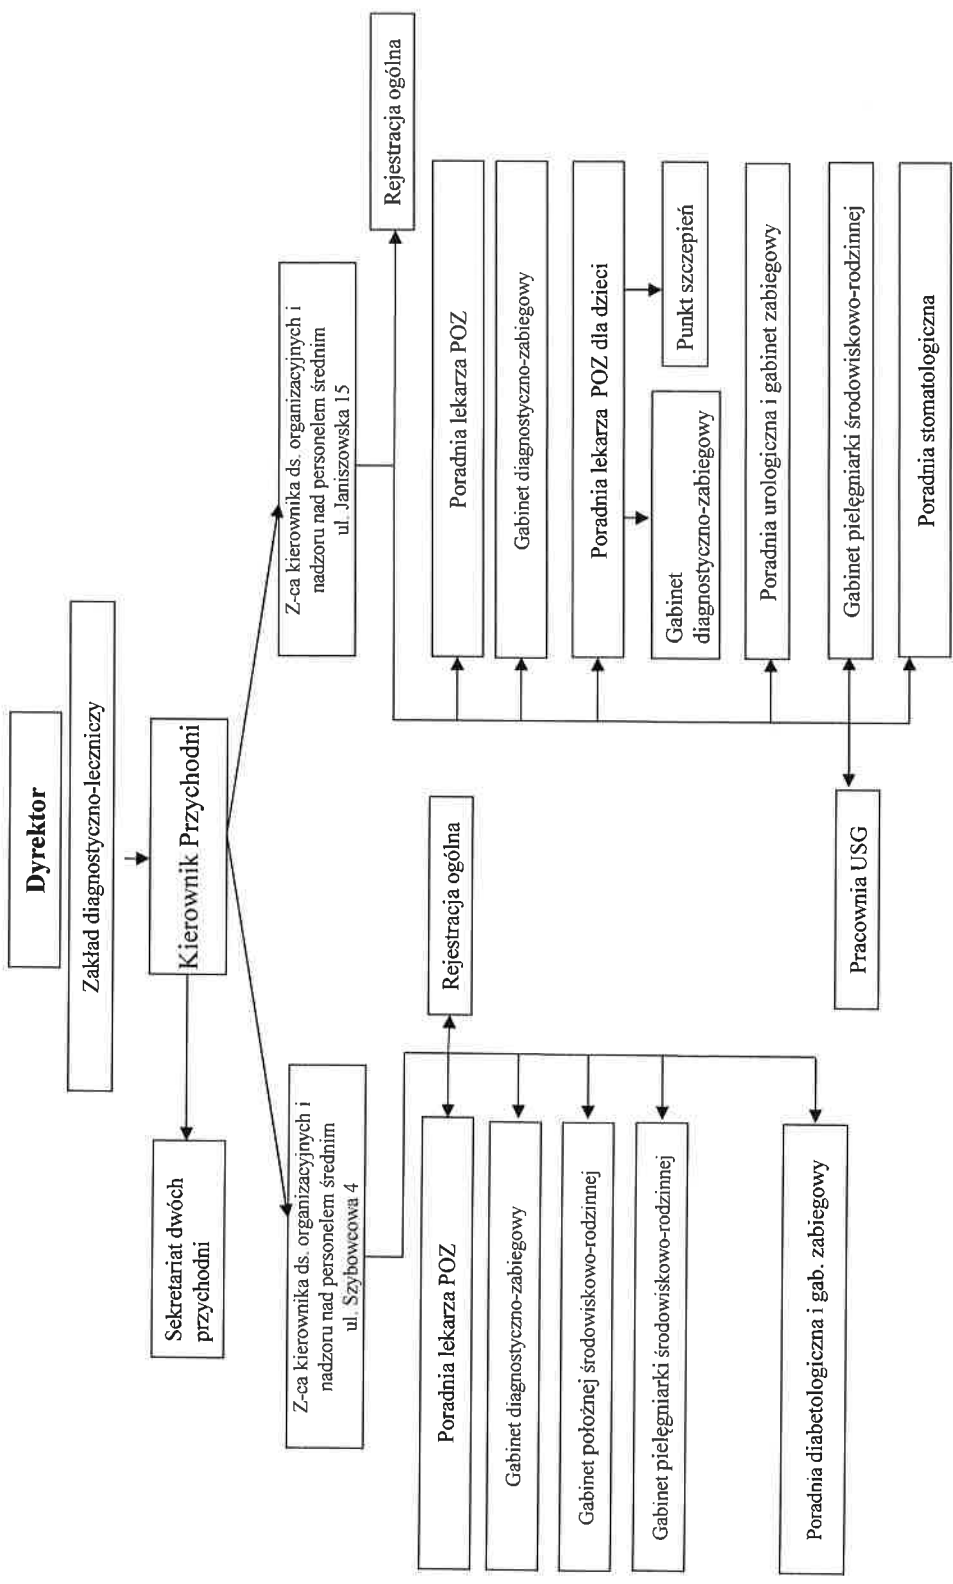 Dyrektor
Zakład diagnostyczno-leczniczy
Kierownik Przychodni
Sekretariat dwóch
przychodni
Z-ca kierownika ds. organizacyjnych i
nadzoru nad personelem średnim
ul. Szybowcowa 4
Rejestracja ogólna
Poradnia lekarza POZ
Gabinet diagnostyczno-zabiegowy
Gabinet położnej środowiskowo-rodzinnej
Gabinet pielęgniarki środowiskowo-rodzinnej
Poradnia diabetologiczna i gab. zabiegowy
Z-ca kierownika ds. organizacyjnych i
nadzoru nad personelem średnim
ul. Janiszowska 15
Rejestracja ogólna
Poradnia lekarza POZ
Gabinet diagnostyczno-zabiegowy
Poradnia lekarza POZ dla dzieci
Gabinet
diagnostyczno-zabiegowy
Punkt szczepień
Poradnia urologiczna i gabinet zabiegowy
Gabinet pielęgniarki środowiskowo-rodzinnej
Pracownia USG
Poradnia stomatologiczna